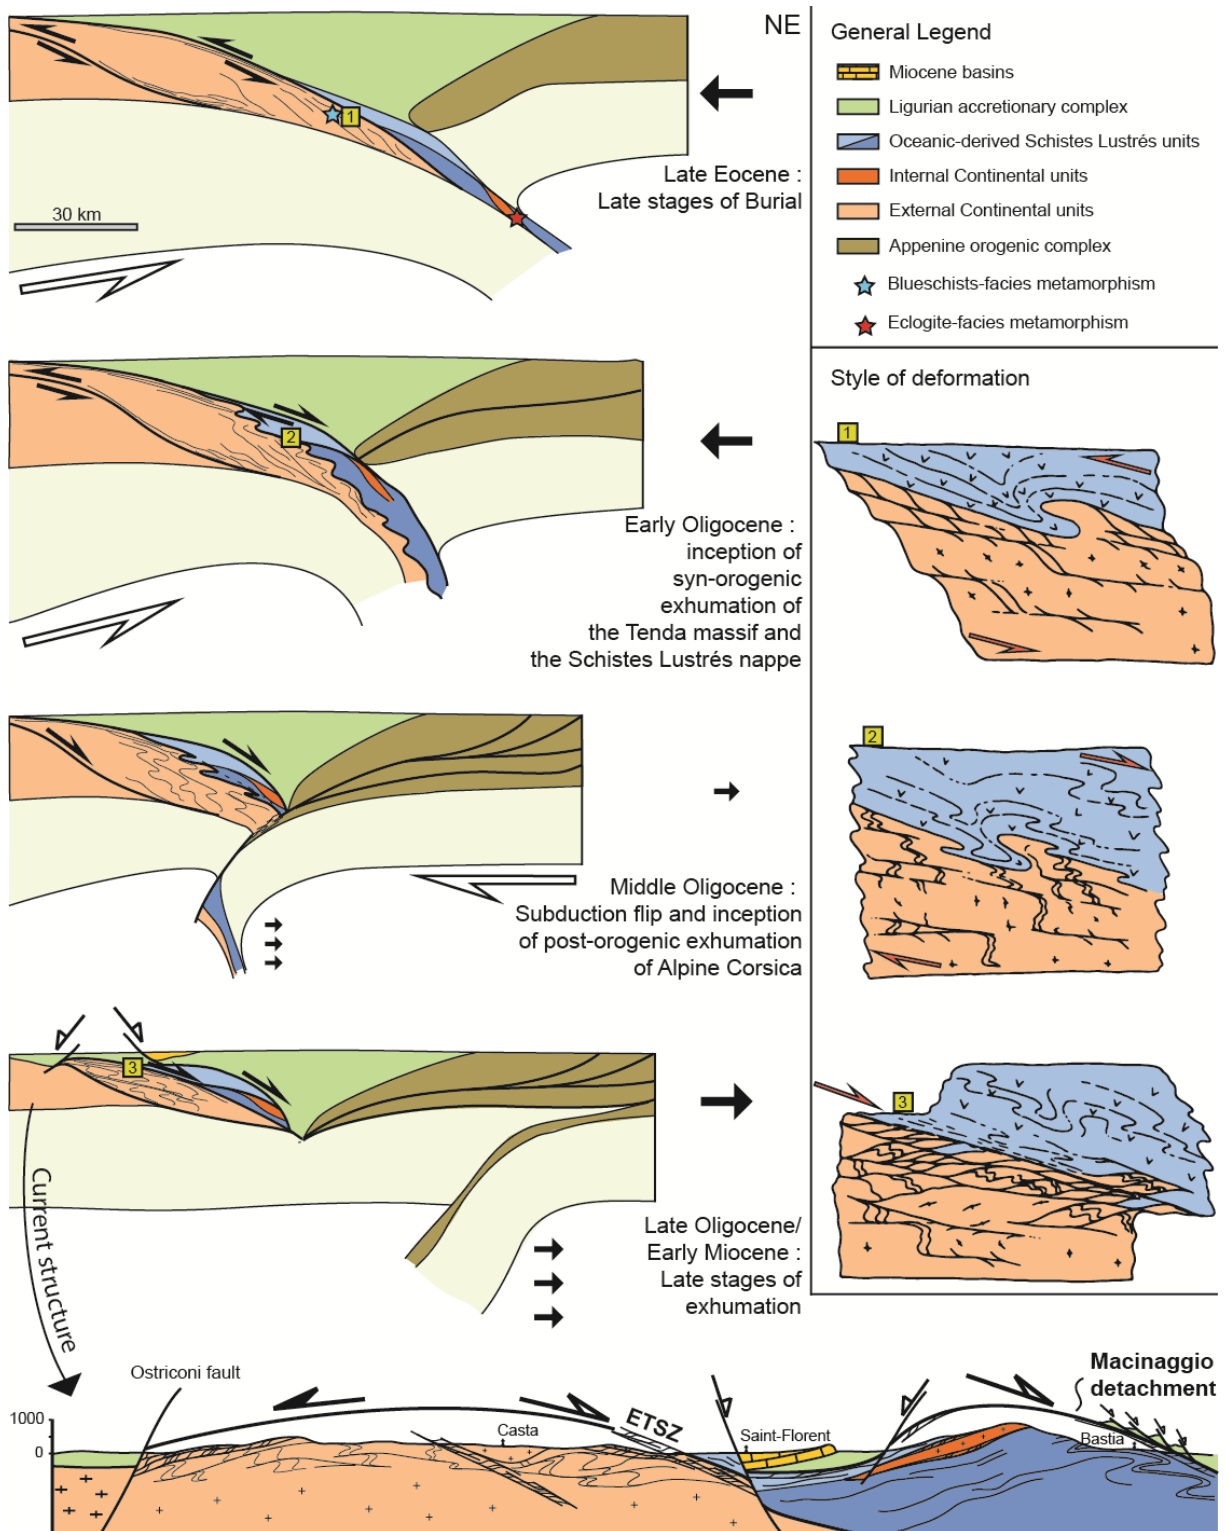 NE
General Legend
Miocene basins
Ligurian accretionary complex
Oceanic-derived Schistes Lustrés units
Internal Continental units
External Continental units
Appenine orogenic complex
Blueschists-facies metamorphism
Eclogite-facies metamorphism
1
30 km
Late Eocene :
Late stages of Burial
2
Early Oligocene :
inception of
syn-orogenic
exhumation of
the Tenda massif and
the Schistes Lustrés nappe
Style of deformation
1
Middle Oligocene :
Subduction flip and inception
of post-orogenic exhumation
of Alpine Corsica
2
3
Late Oligocene/
Early Miocene :
Late stages of
exhumation
3
Current structure
Ostriconi fault
1000
0
Casta
ETSZ
Saint-Florent
Macinaggio
detachment
Bastia